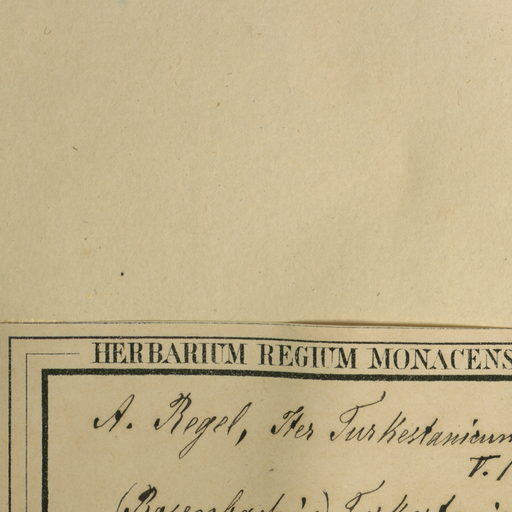 HERBARIUM REGIUM MONACENS
A. Regel, Iter Turkestanicum
V.